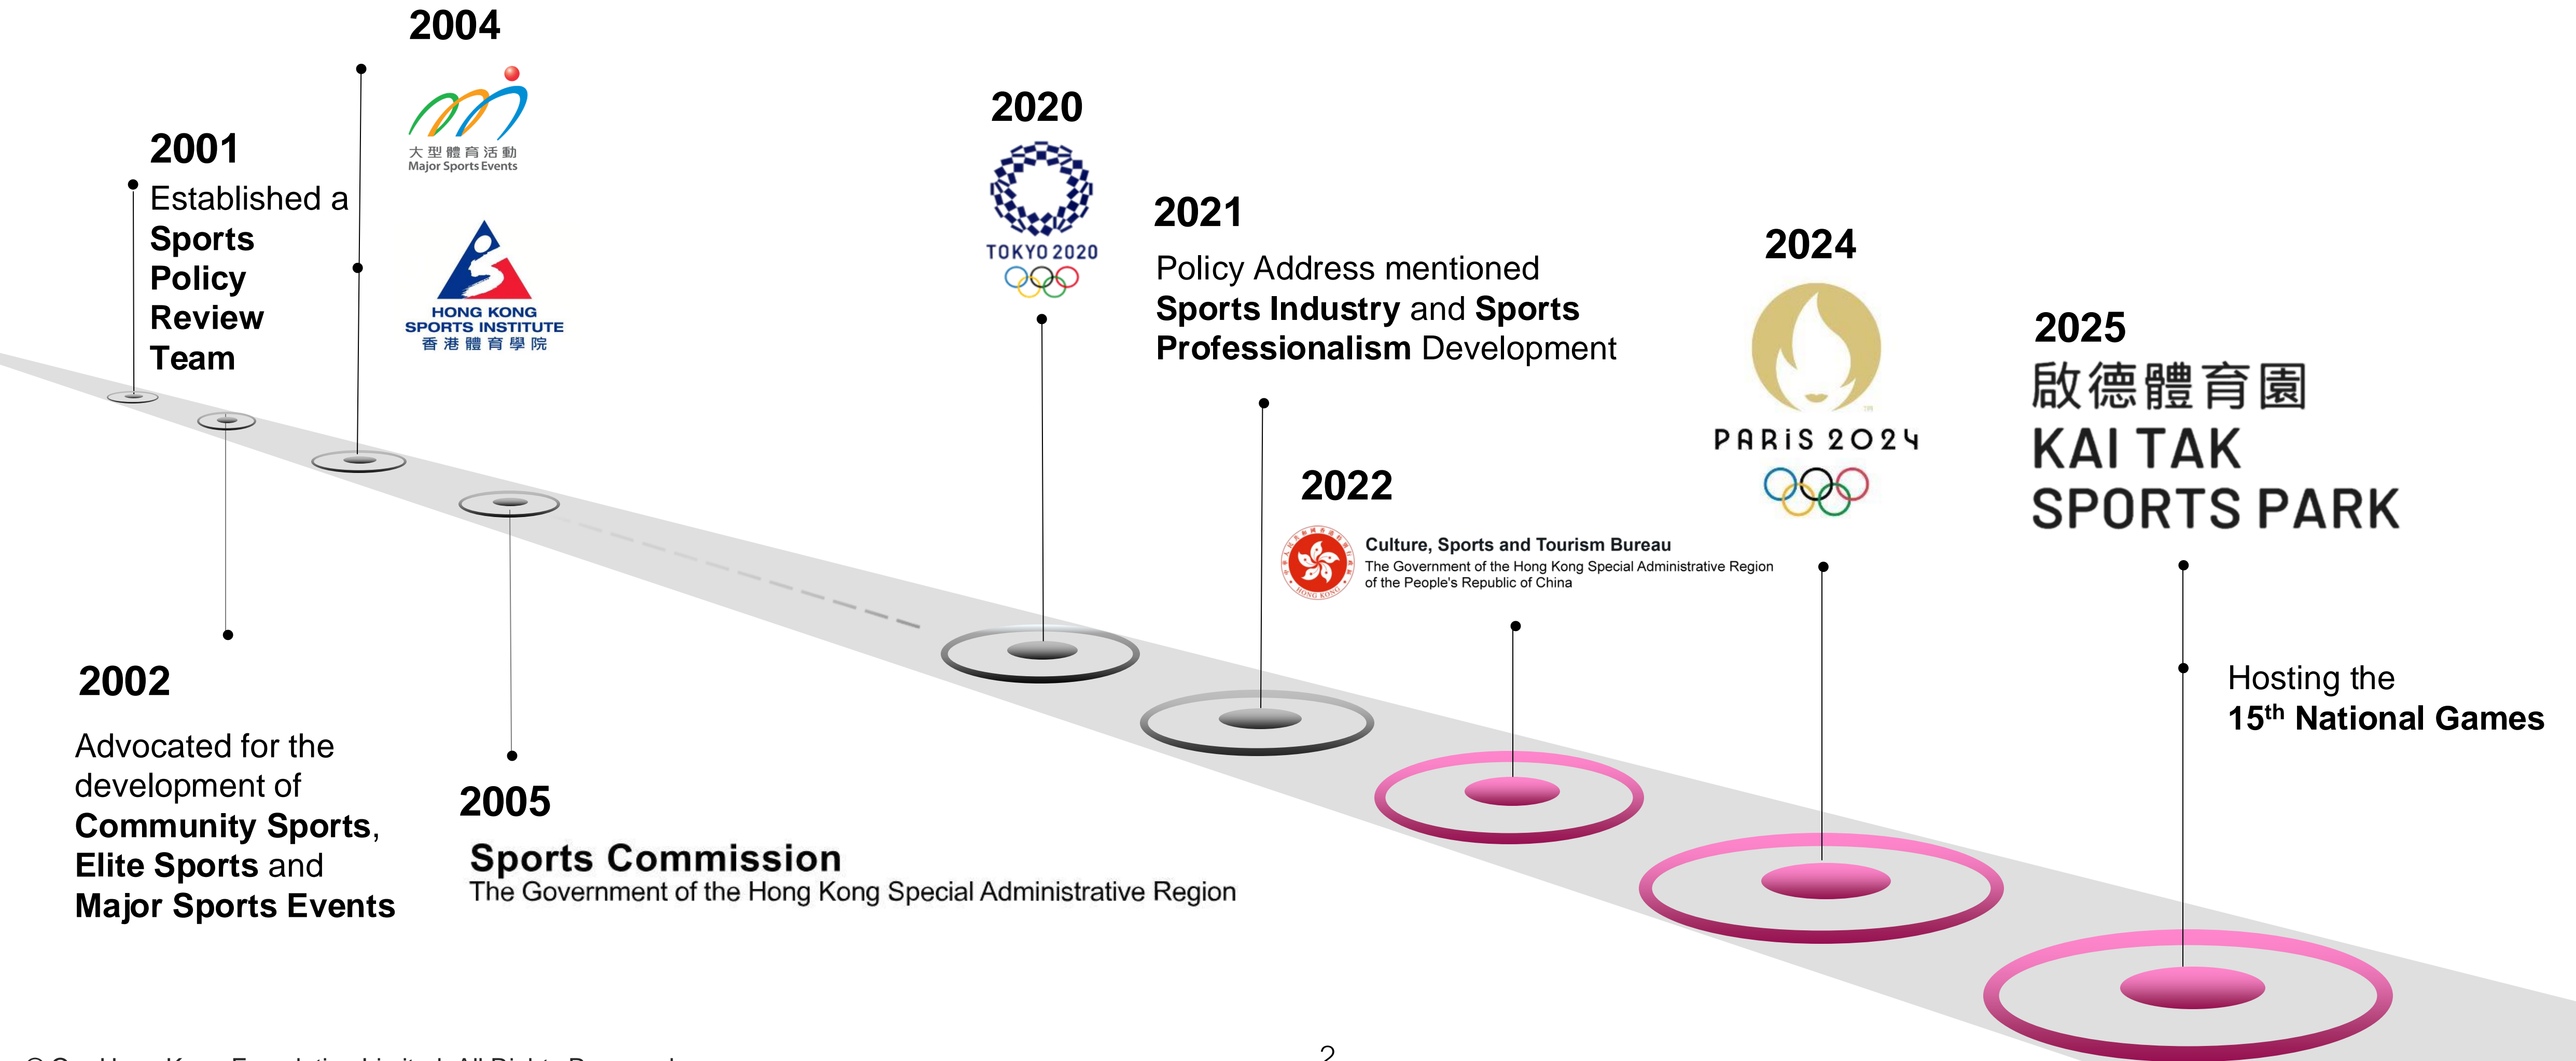 2001
Established a
Sports
Policy
Review
Team
2002
Advocated for the
development of
Community Sports,
Elite Sports and
Major Sports Events
2004
大型體育活動
Major Sports Events
HONG KONG
SPORTS INSTITUTE
香港體育學院
2005
Sports Commission
The Government of the Hong Kong Special Administrative Region
2020
TOKYO 2020
2021
Policy Address mentioned
Sports Industry and Sports
Professionalism Development
2022
Culture, Sports and Tourism Bureau
The Government of the Hong Kong Special Administrative Region
of the People's Republic of China
HONG KONG
2024
PARiS 2024
2025
啟德體育園
KAI TAK
SPORTS PARK
Hosting the
15th National Games
2